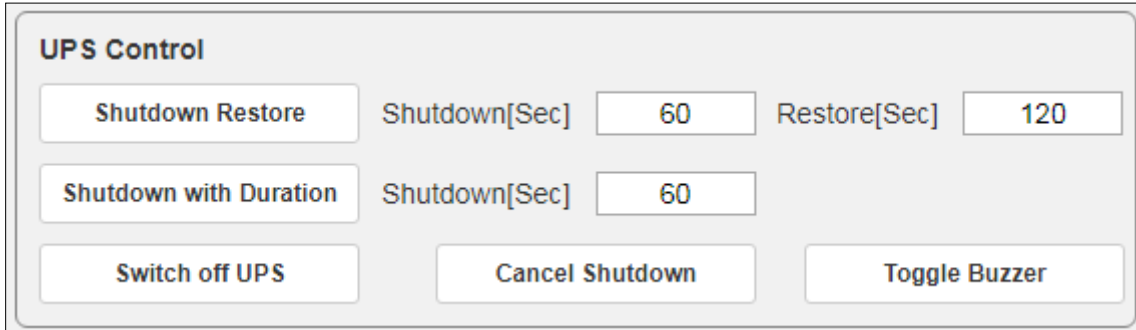 UPS Control
Shutdown Restore Shutdown[Sec] 60 Restore[Sec] 120
Shutdown with Duration Shutdown[Sec] 60
Switch off UPS Cancel Shutdown Toggle Buzzer